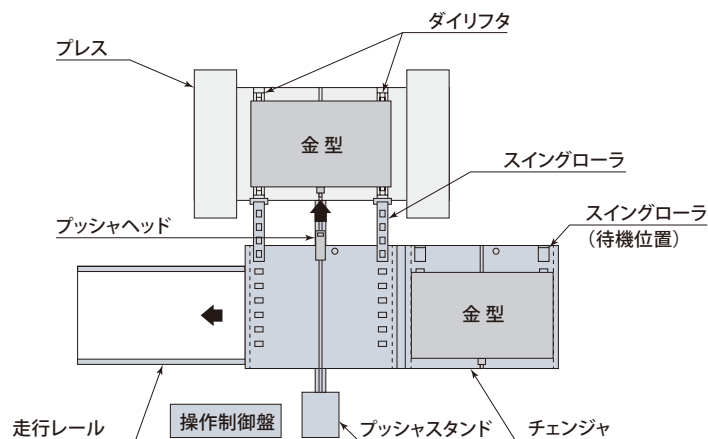 ダイリフタ
プレス
金型
スイングローラ
プッシャヘッド
スイングローラ
（待機位置）
金型
走行レール
操作制御盤
プッシャスタンド
チェンジャ